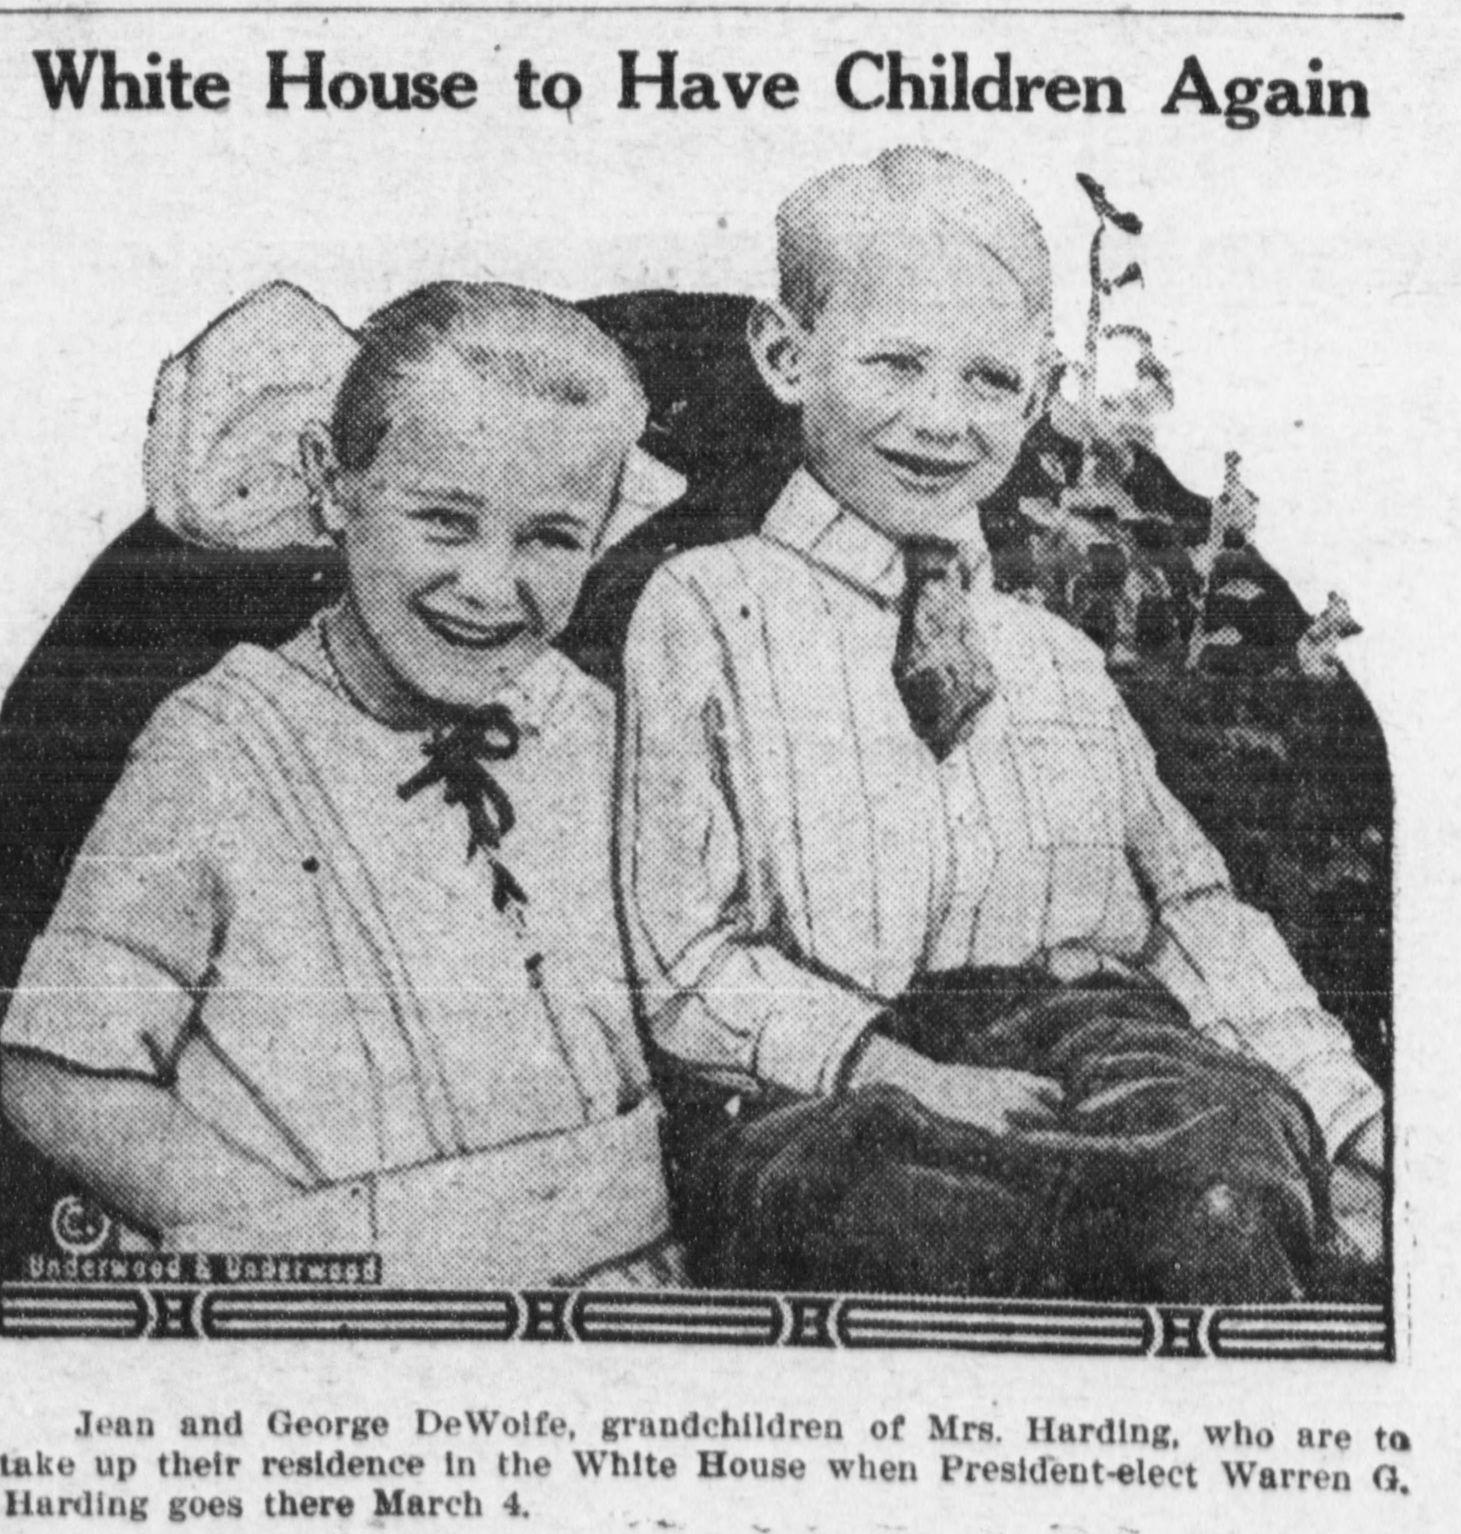 White House to Have Children Again
©
Underwood & Underwood
Jean and George DeWolfe, grandchildren of Mrs. Harding, who are to
take up their residence in the White House when President-elect Warren G.
Harding goes there March 4.